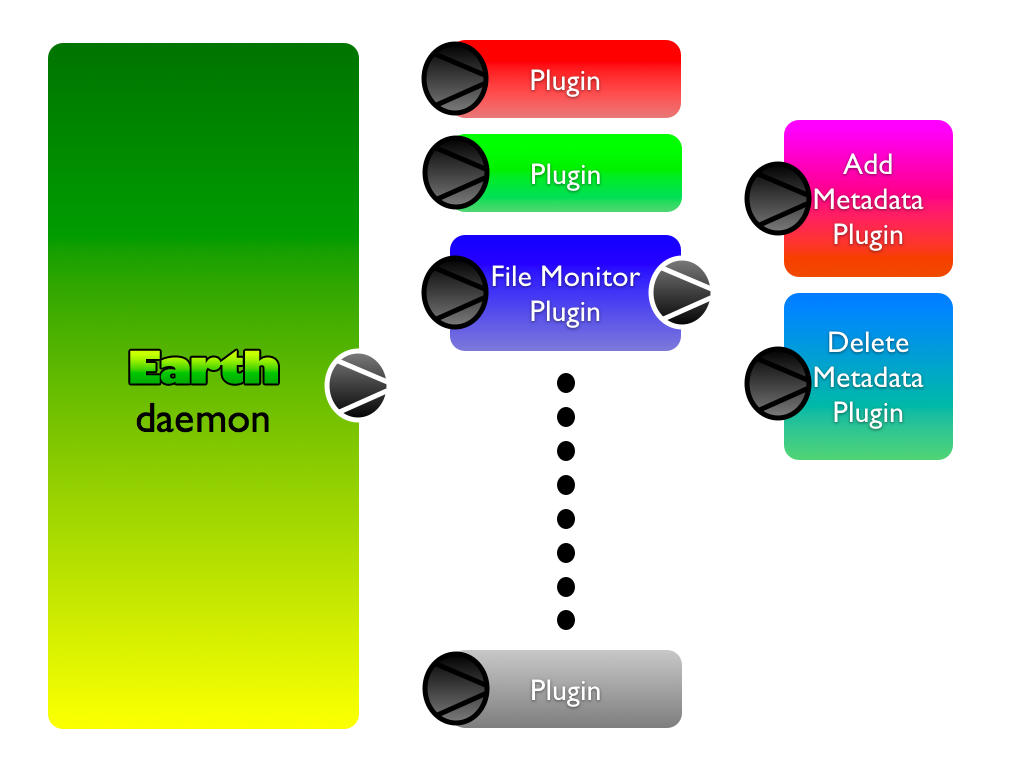 Earth
daemon
Plugin
Plugin
File Monitor
Plugin
Plugin
Add
Metadata
Plugin
Delete
Metadata
Plugin